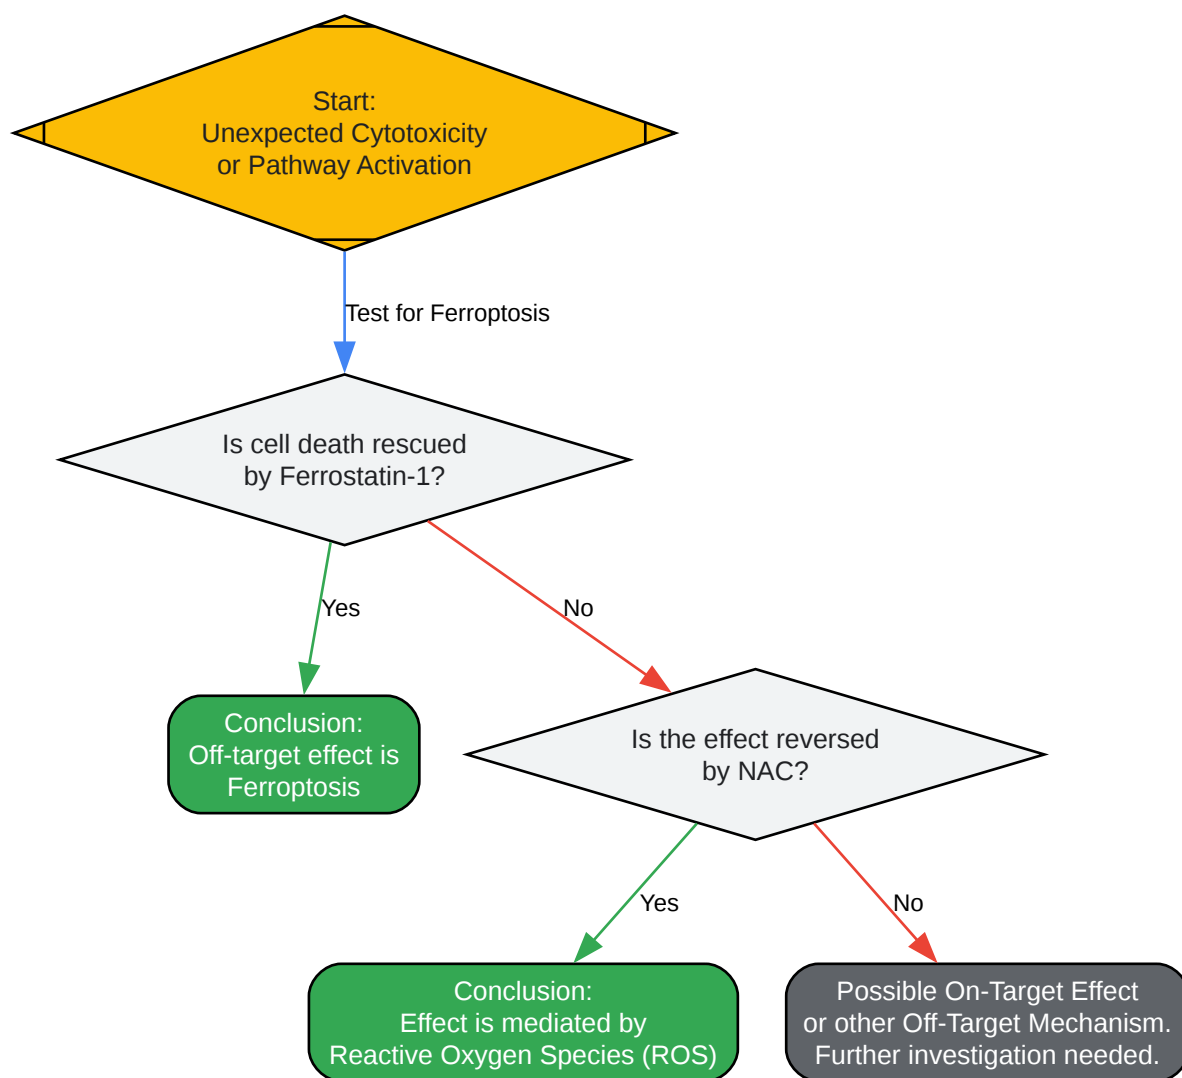 Start:
Unexpected Cytotoxicity
or Pathway Activation
Test for Ferroptosis
Is cell death rescued
by Ferrostatin-1?
Yes
No
Conclusion:
Off-target effect is
Ferroptosis
Is the effect reversed
by NAC?
Yes
No
Conclusion:
Effect is mediated by
Reactive Oxygen Species (ROS)
Possible On-Target Effect
or other Off-Target Mechanism.
Further investigation needed.